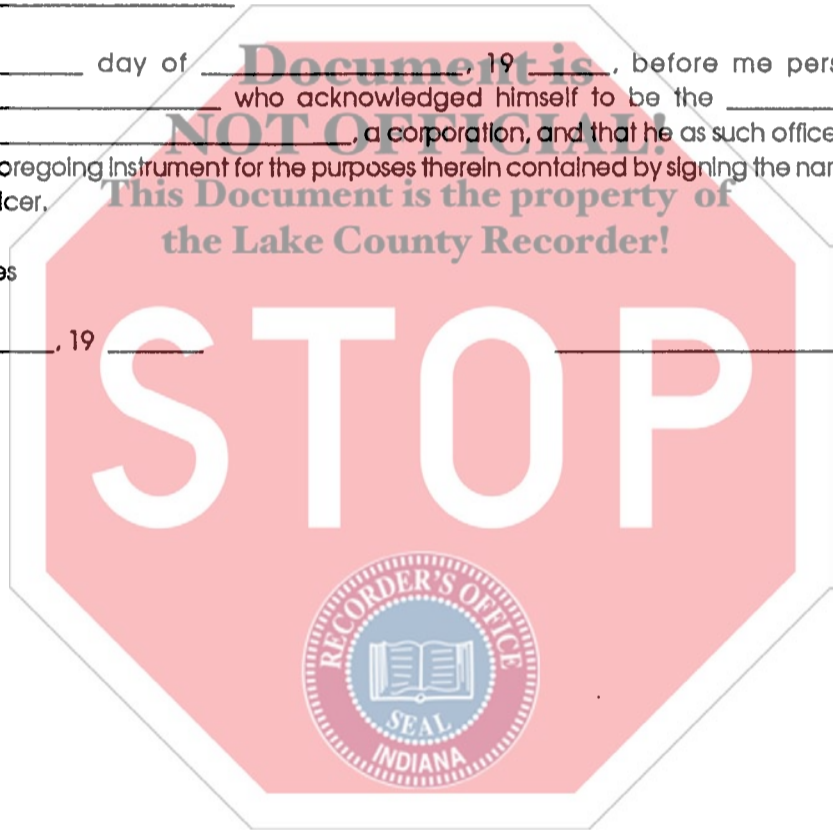 day of , 19 , before me pers
who acknowledged himself to be the
, a corporation, and that he as such office
oregoing instrument for the purposes therein contained by signing the nar
icer.
es
, 19
Document is
NOT OFFICIAL!
This Document is the property of
the Lake County Recorder!
STOP
RECORDER'S OFFICE
SEAL
INDIANA